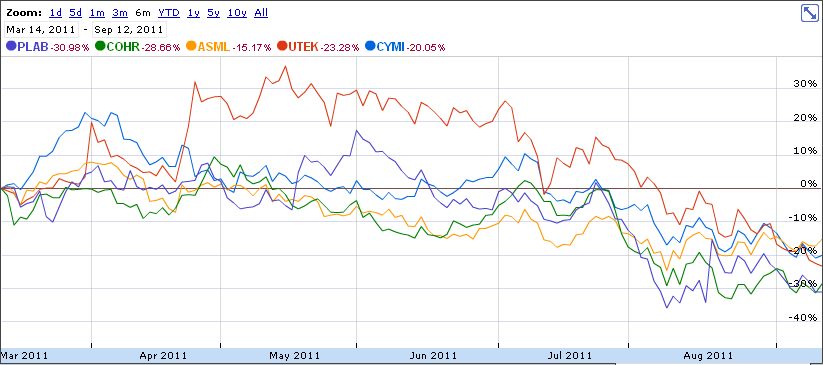 Zoom: 1d 5d 1m 3m 6m YTD 1y 5y 10y All
Mar 14, 2011 - Sep 12, 2011
PLAB -30.98% COHR -28.66% ASML -15.17% UTEK -23.28% CYMI -20.05%
30%
20%
10%
0%
-10%
-20%
-30%
-40%
Mar 2011 Apr 2011 May 2011 Jun 2011 Jul 2011 Aug 2011